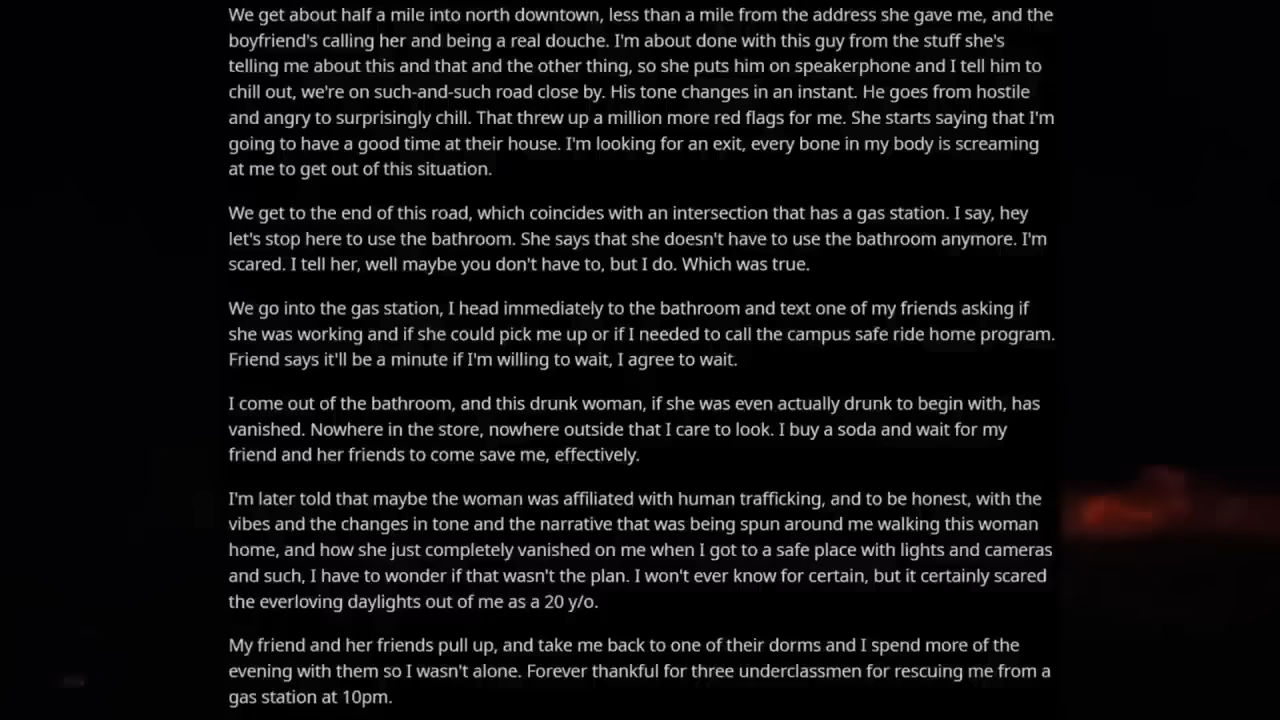 We get about half a mile into north downtown, less than a mile from the address she gave me, and the
boyfriend's calling her and being a real douche. I'm about done with this guy from the stuff she's
telling me about this and that and the other thing, so she puts him on speakerphone and I tell him to
chill out, we're on such-and-such road close by. His tone changes in an instant. He goes from hostile
and angry to surprisingly chill. That threw up a million more red flags for me. She starts saying that I'm
going to have a good time at their house. I'm looking for an exit, every bone in my body is screaming
at me to get out of this situation.
We get to the end of this road, which coincides with an intersection that has a gas station. I say, hey
let's stop here to use the bathroom. She says that she doesn't have to use the bathroom anymore. I'm
scared. I tell her, well maybe you don't have to, but I do. Which was true.
We go into the gas station, I head immediately to the bathroom and text one of my friends asking if
she was working and if she could pick me up or if I needed to call the campus safe ride home program.
Friend says it'll be a minute if I'm willing to wait, I agree to wait.
I come out of the bathroom, and this drunk woman, if she was even actually drunk to begin with, has
vanished. Nowhere in the store, nowhere outside that I care to look. I buy a soda and wait for my
friend and her friends to come save me, effectively.
I'm later told that maybe the woman was affiliated with human trafficking, and to be honest, with the
vibes and the changes in tone and the narrative that was being spun around me walking this woman
home, and how she just completely vanished on me when I got to a safe place with lights and cameras
and such, I have to wonder if that wasn't the plan. I won't ever know for certain, but it certainly scared
the everloving daylights out of me as a 20 y/o.
My friend and her friends pull up, and take me back to one of their dorms and I spend more of the
evening with them so I wasn't alone. Forever thankful for three underclassmen for rescuing me from a
gas station at 10pm.